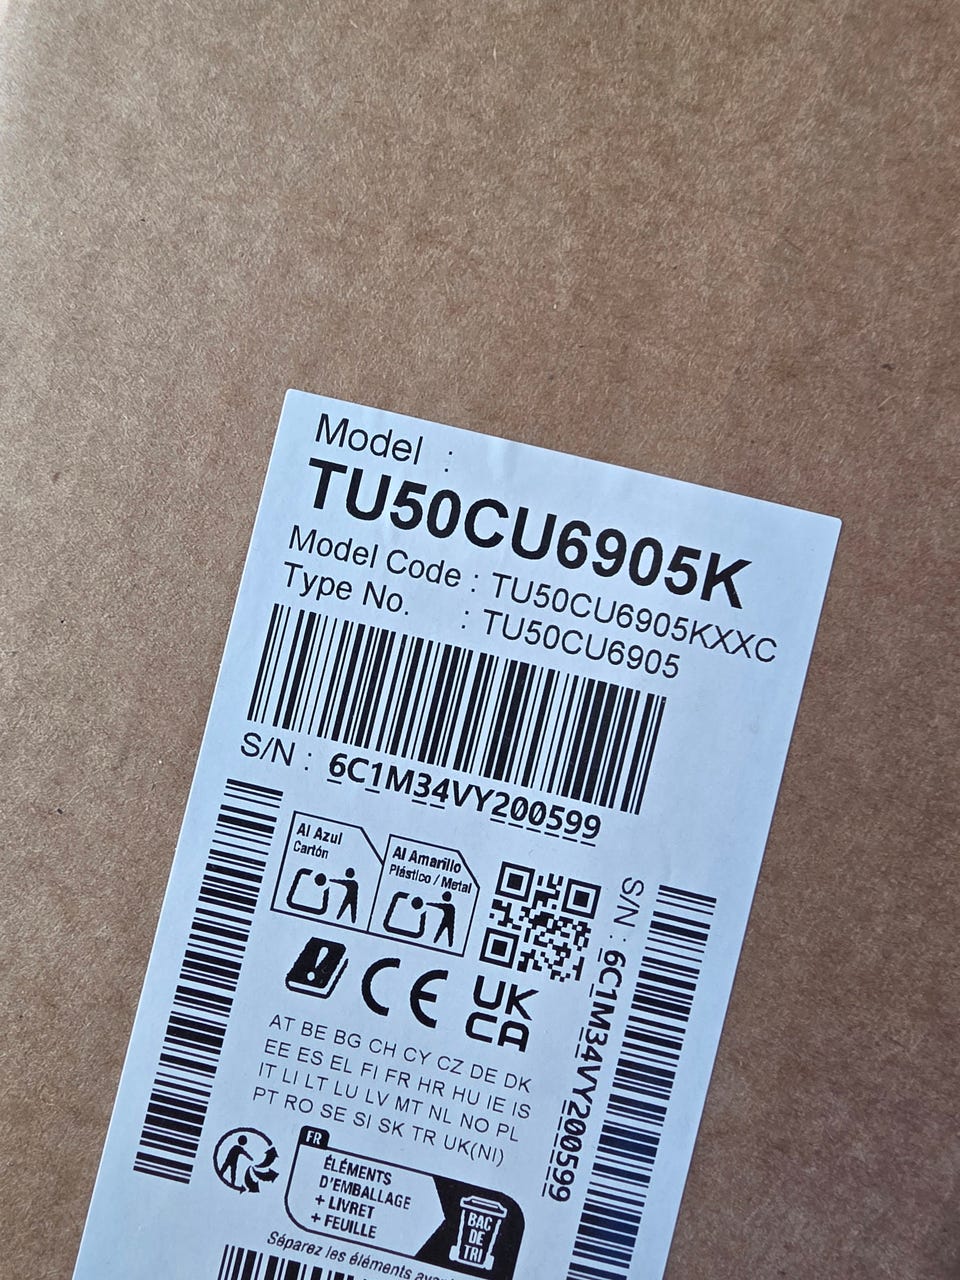 Model :
TU50CU6905K
Model Code : TU50CU6905KXXC
Type No. : TU50CU6905
S/N : 6C1M34VY200599
Al Azul
Cartón
Al Amarillo
Plástico / Metal
S/N : 6C1M34VY200599
CE
UK
CA
AT BE BG CH CY CZ DE DK
EE ES EL FI FR HR HU IE IS
IT LI LT LU LV MT NL NO PL
PT RO SE SI SK TR UK(NI)
FR
ÉLÉMENTS
D'EMBALLAGE
+ LIVRET
+ FEUILLE
BAC
DE
TRI
Séparez les éléments